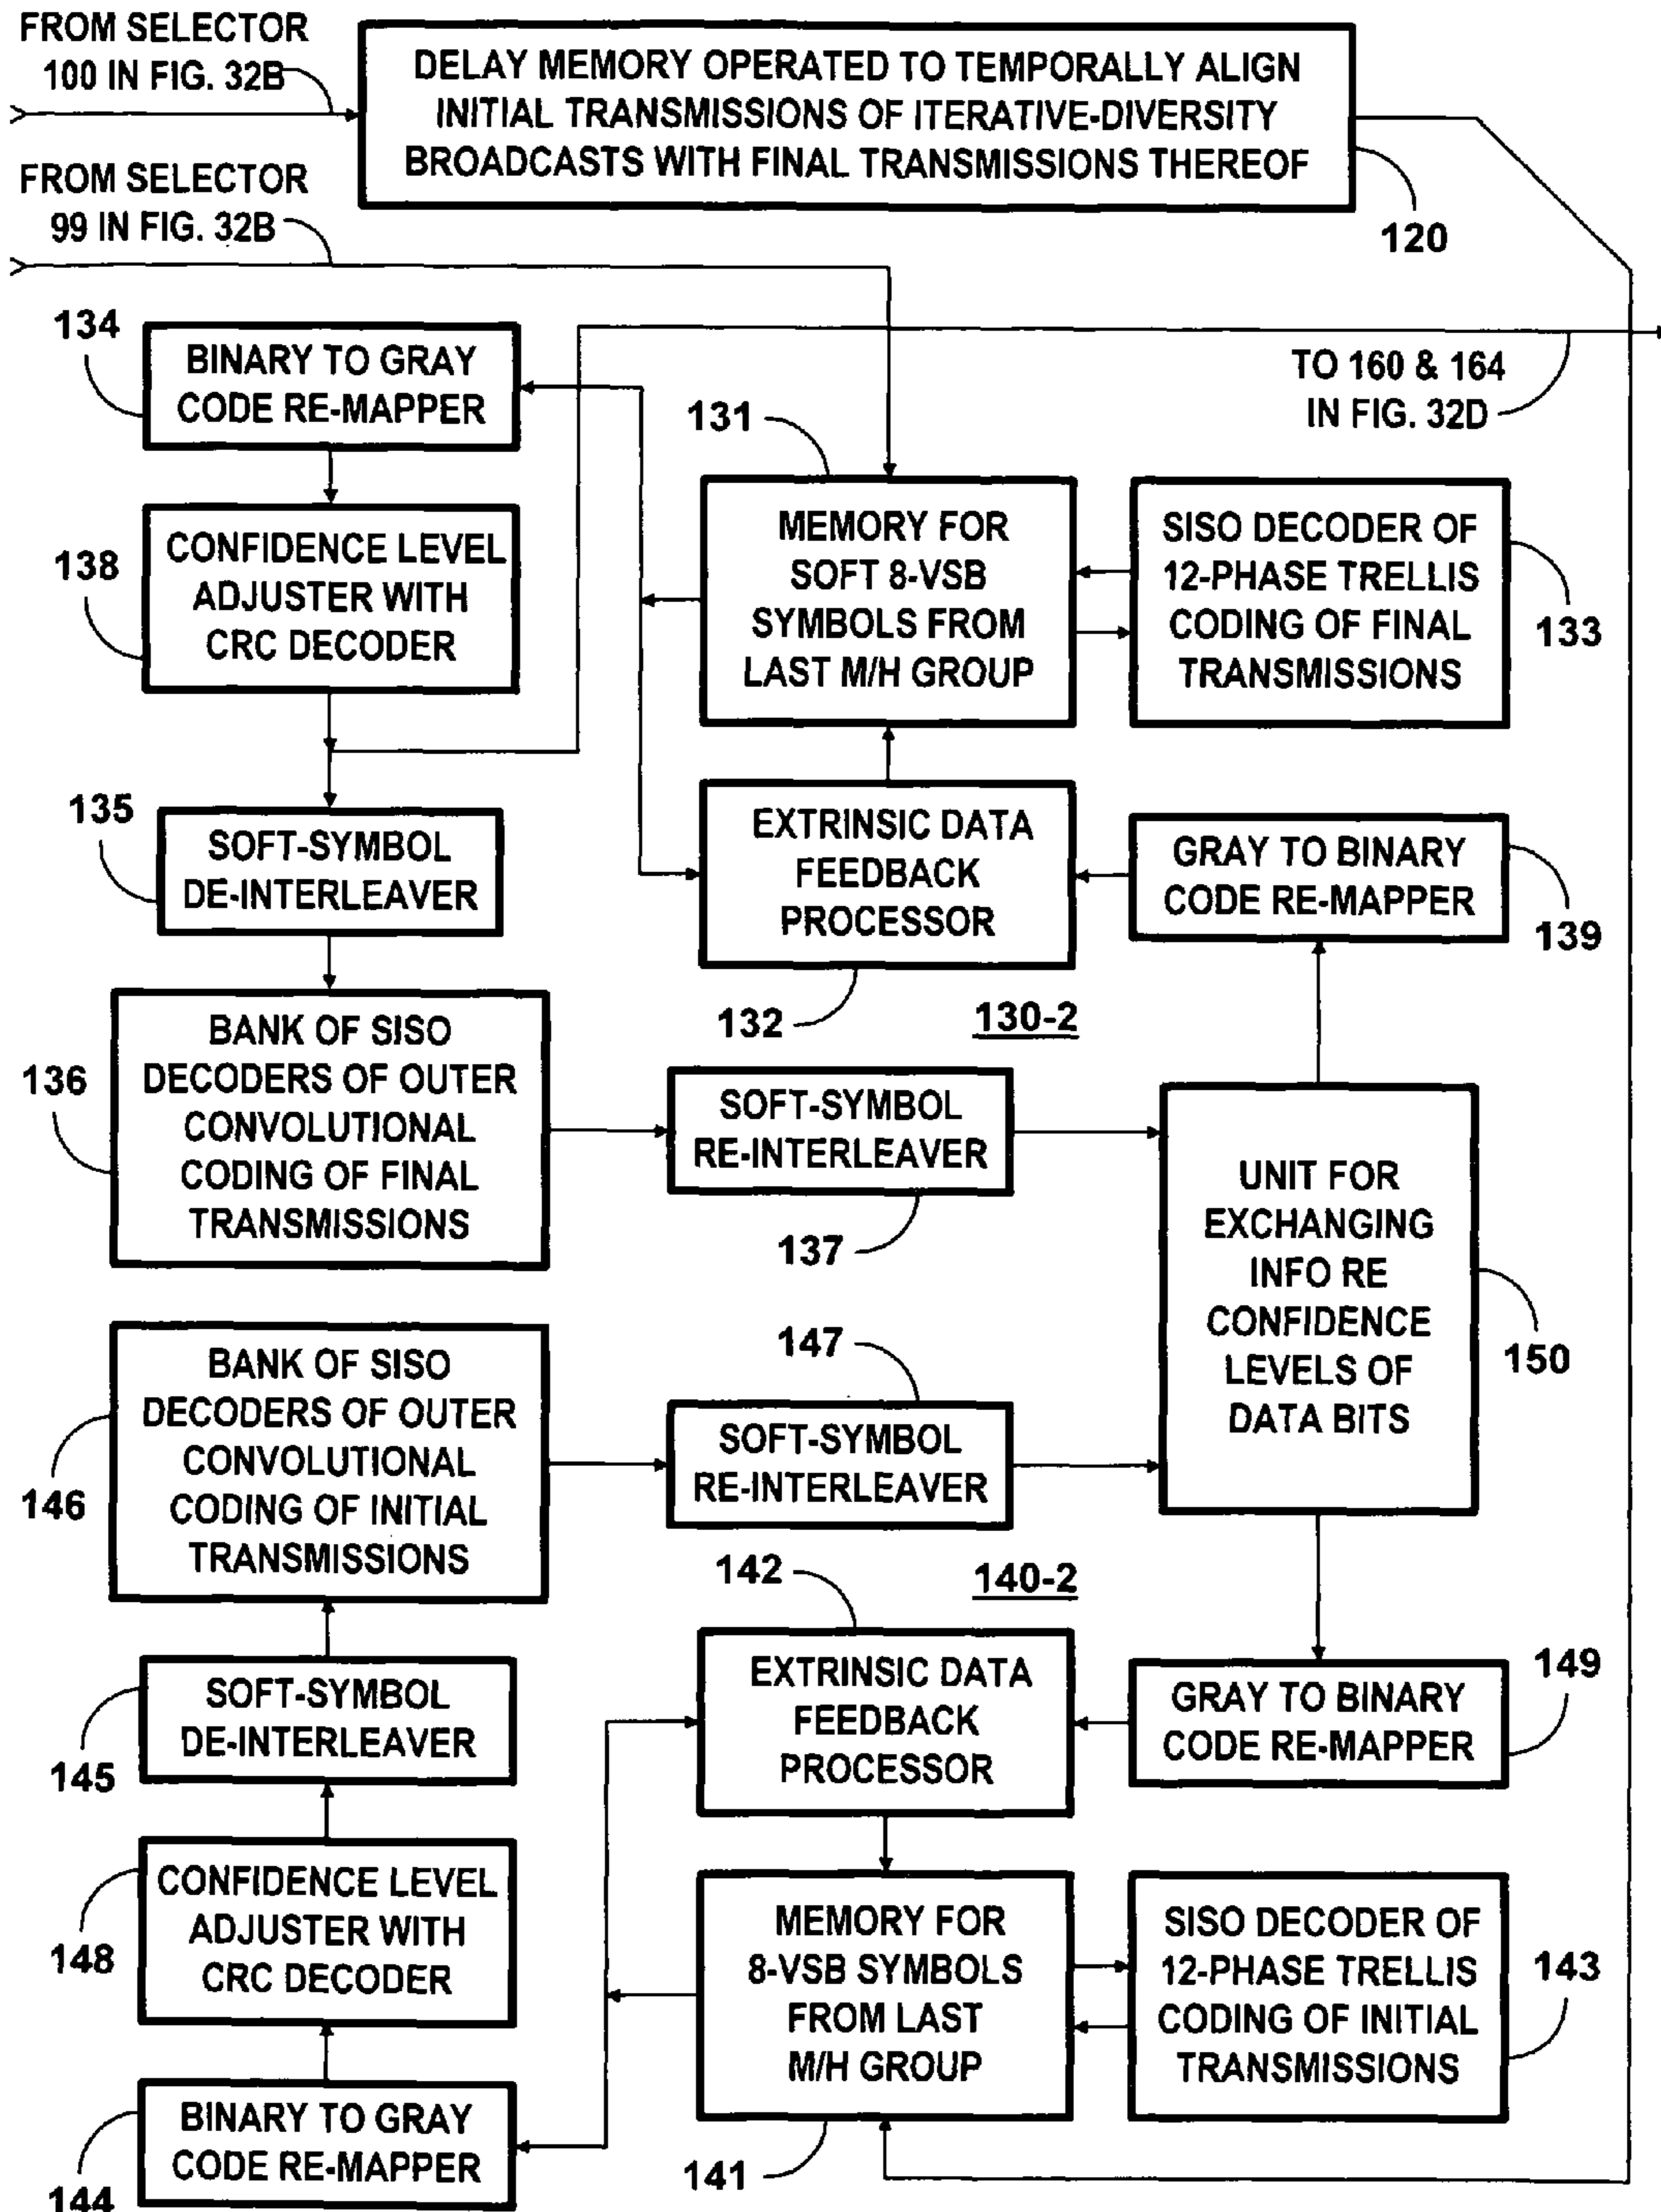 FROM SELECTOR
100 IN FIG. 32B
DELAY MEMORY OPERATED TO TEMPORALLY ALIGN
INITIAL TRANSMISSIONS OF ITERATIVE-DIVERSITY
BROADCASTS WITH FINAL TRANSMISSIONS THEREOF
120
FROM SELECTOR
99 IN FIG. 32B
134
BINARY TO GRAY
CODE RE-MAPPER
TO 160 & 164
IN FIG. 32D
131
138
CONFIDENCE LEVEL
ADJUSTER WITH
CRC DECODER
MEMORY FOR
SOFT 8-VSB
SYMBOLS FROM
LAST M/H GROUP
SISO DECODER OF
12-PHASE TRELLIS
CODING OF FINAL
TRANSMISSIONS
133
135
SOFT-SYMBOL
DE-INTERLEAVER
EXTRINSIC DATA
FEEDBACK
PROCESSOR
GRAY TO BINARY
CODE RE-MAPPER
139
132
130-2
136
BANK OF SISO
DECODERS OF OUTER
CONVOLUTIONAL
CODING OF FINAL
TRANSMISSIONS
SOFT-SYMBOL
RE-INTERLEAVER
137
UNIT FOR
EXCHANGING
INFO RE
CONFIDENCE
LEVELS OF
DATA BITS
150
146
BANK OF SISO
DECODERS OF OUTER
CONVOLUTIONAL
CODING OF INITIAL
TRANSMISSIONS
147
SOFT-SYMBOL
RE-INTERLEAVER
142
140-2
145
SOFT-SYMBOL
DE-INTERLEAVER
EXTRINSIC DATA
FEEDBACK
PROCESSOR
GRAY TO BINARY
CODE RE-MAPPER
149
148
CONFIDENCE LEVEL
ADJUSTER WITH
CRC DECODER
MEMORY FOR
8-VSB SYMBOLS
FROM LAST
M/H GROUP
SISO DECODER OF
12-PHASE TRELLIS
CODING OF INITIAL
TRANSMISSIONS
143
144
BINARY TO GRAY
CODE RE-MAPPER
141